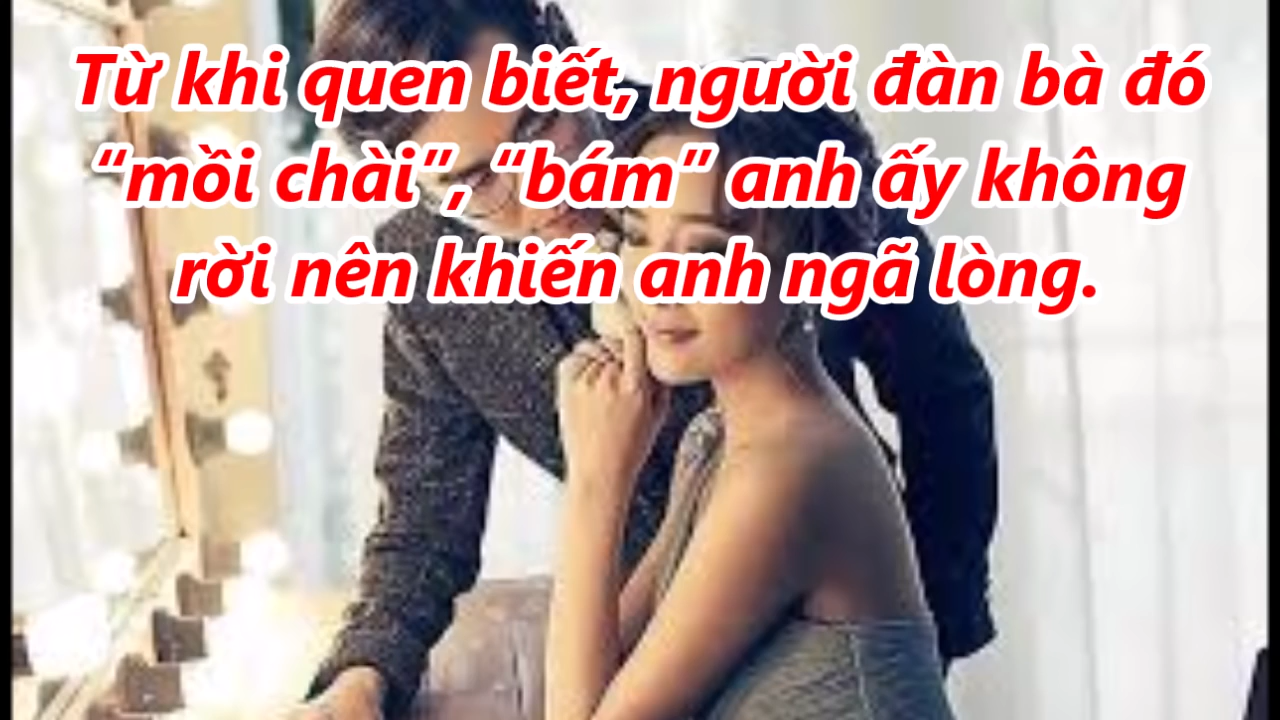 Từ khi quen biết, người đàn bà đó
“mồi chài”, “bám” anh ấy không
rời nên khiến anh ngã lòng.